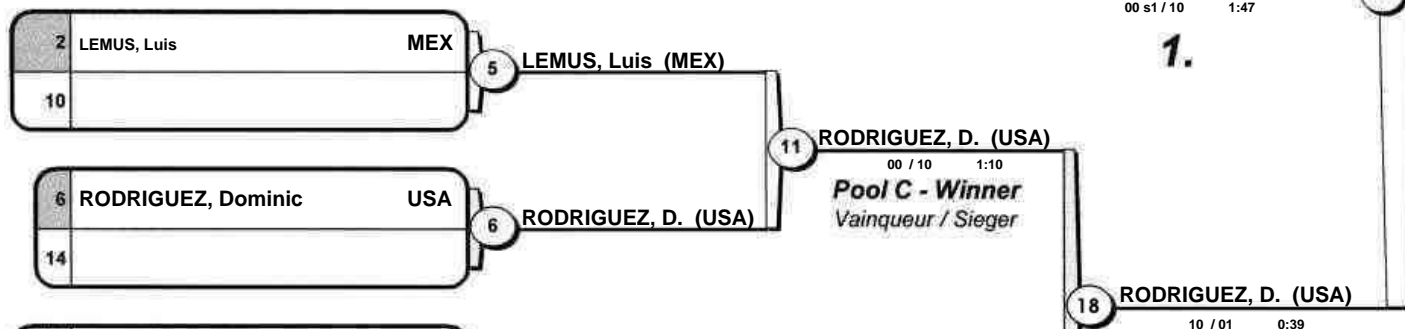 00 s1 / 10 1:47
1.
2 LEMUS, Luis MEX
10
5 LEMUS, Luis (MEX)
11 RODRIGUEZ, D. (USA)
00 / 10 1:10
Pool C - Winner
Vainqueur / Sieger
6 RODRIGUEZ, Dominic USA
14
6 RODRIGUEZ, D. (USA)
18 RODRIGUEZ, D. (USA)
10 / 01 0:39